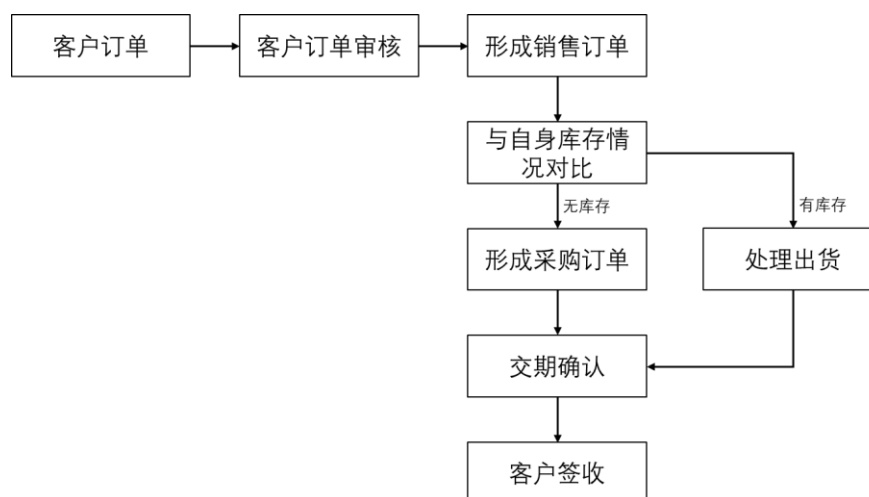 客户订单
客户订单审核
形成销售订单
与自身库存情
况对比
无库存
有库存
形成采购订单
处理出货
交期确认
客户签收